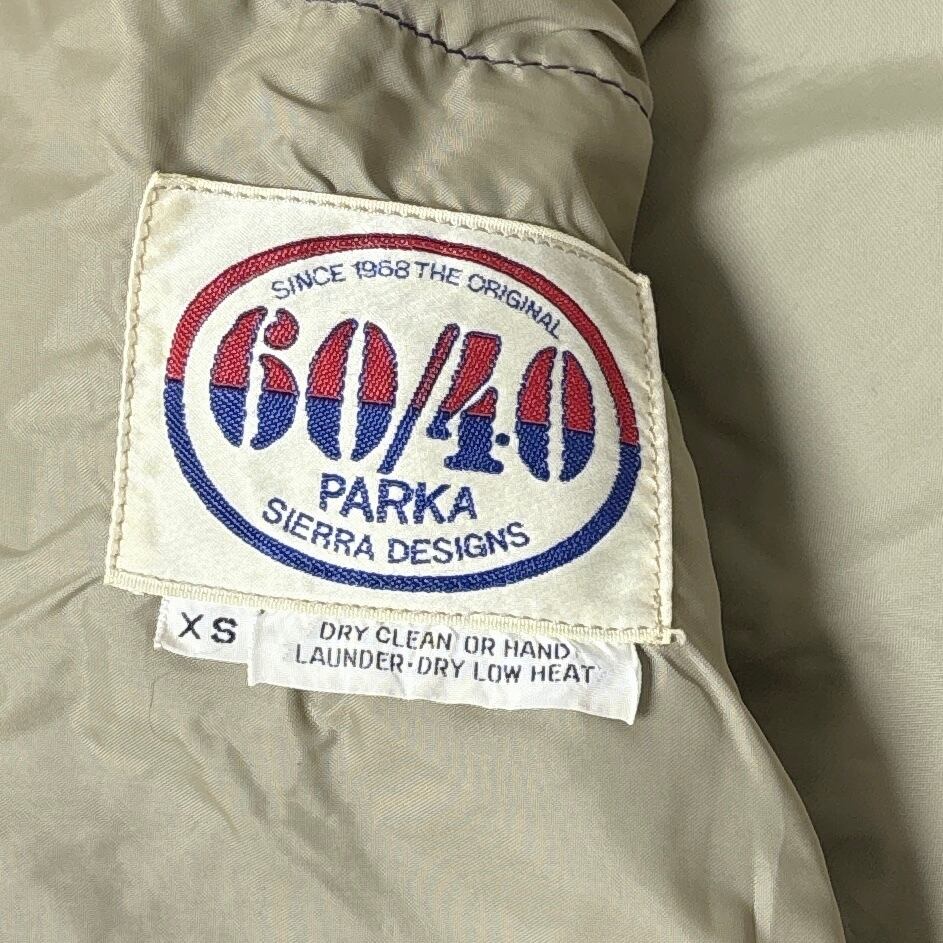 SINCE 1968 THE ORIGINAL
60/40
PARKA
SIERRA DESIGNS
XS
DRY CLEAN OR HAND
LAUNDER·DRY LOW HEAT